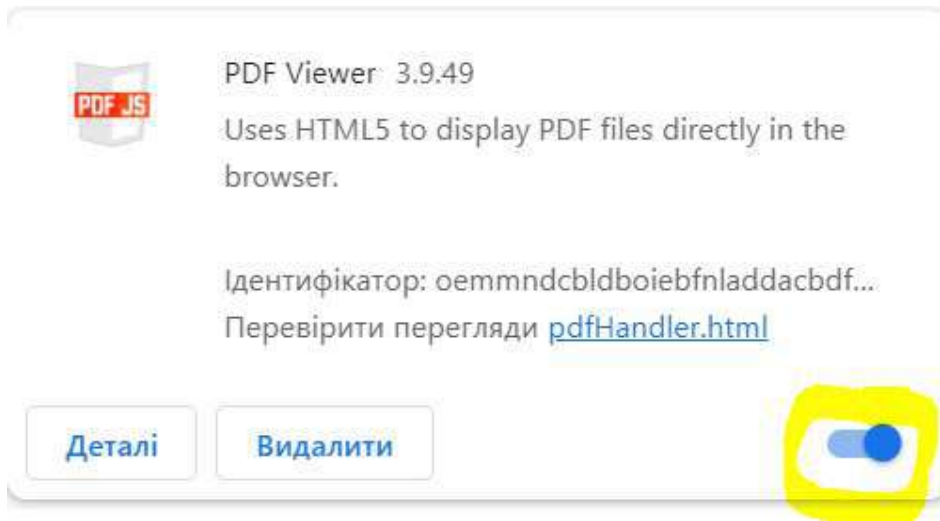 PDF JS
PDF Viewer 3.9.49
Uses HTML5 to display PDF files directly in the
browser.
Ідентифікатор: oemmndcbldboiebfnladdacbdf...
Перевірити перегляди pdfHandler.html
Деталі
Видалити